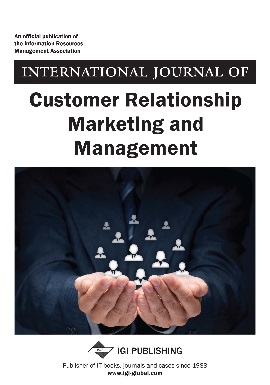 An official publication of
the Information Resources
Management Association
INTERNATIONAL JOURNAL OF
Customer Relationship
Marketing and
Management
IGI PUBLISHING
Publisher of IT books, journals and cases since 1988
www.igi-global.com